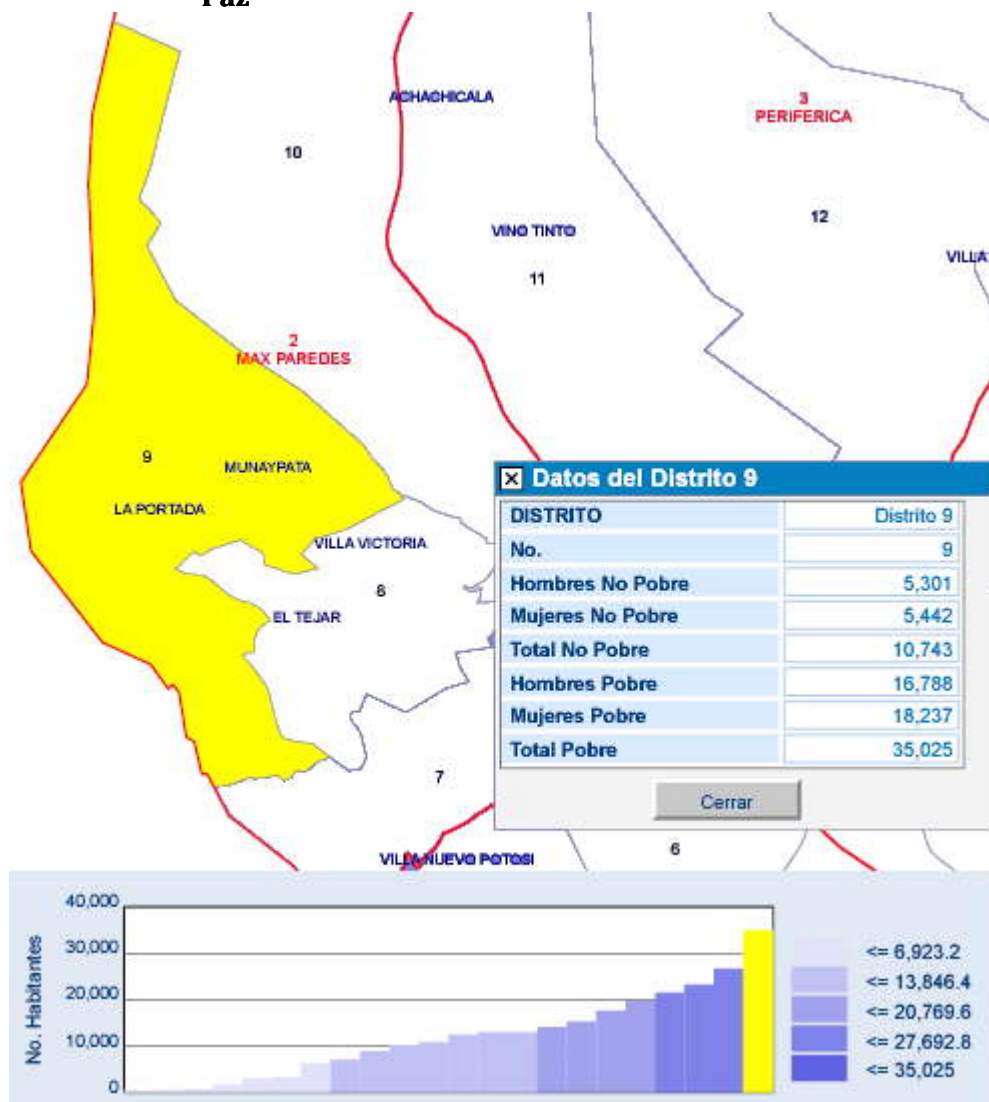 ACHACHICALA
3
PERIFERICA
10
12
VINO TINTO
VILLA
11
2
MAX PAREDES
9
MUNAYPATA
LA PORTADA
VILLA VICTORIA
8
EL TEJAR
7
VILLA NUEVO POTOSI
6
Datos del Distrito 9
DISTRITO Distrito 9
No. 9
Hombres No Pobre 5,301
Mujeres No Pobre 5,442
Total No Pobre 10,743
Hombres Pobre 16,788
Mujeres Pobre 18,237
Total Pobre 35,025
Cerrar
No. Habitantes
40,000
30,000
20,000
10,000
0
<= 6,923.2
<= 13,846.4
<= 20,769.6
<= 27,692.8
<= 35,025